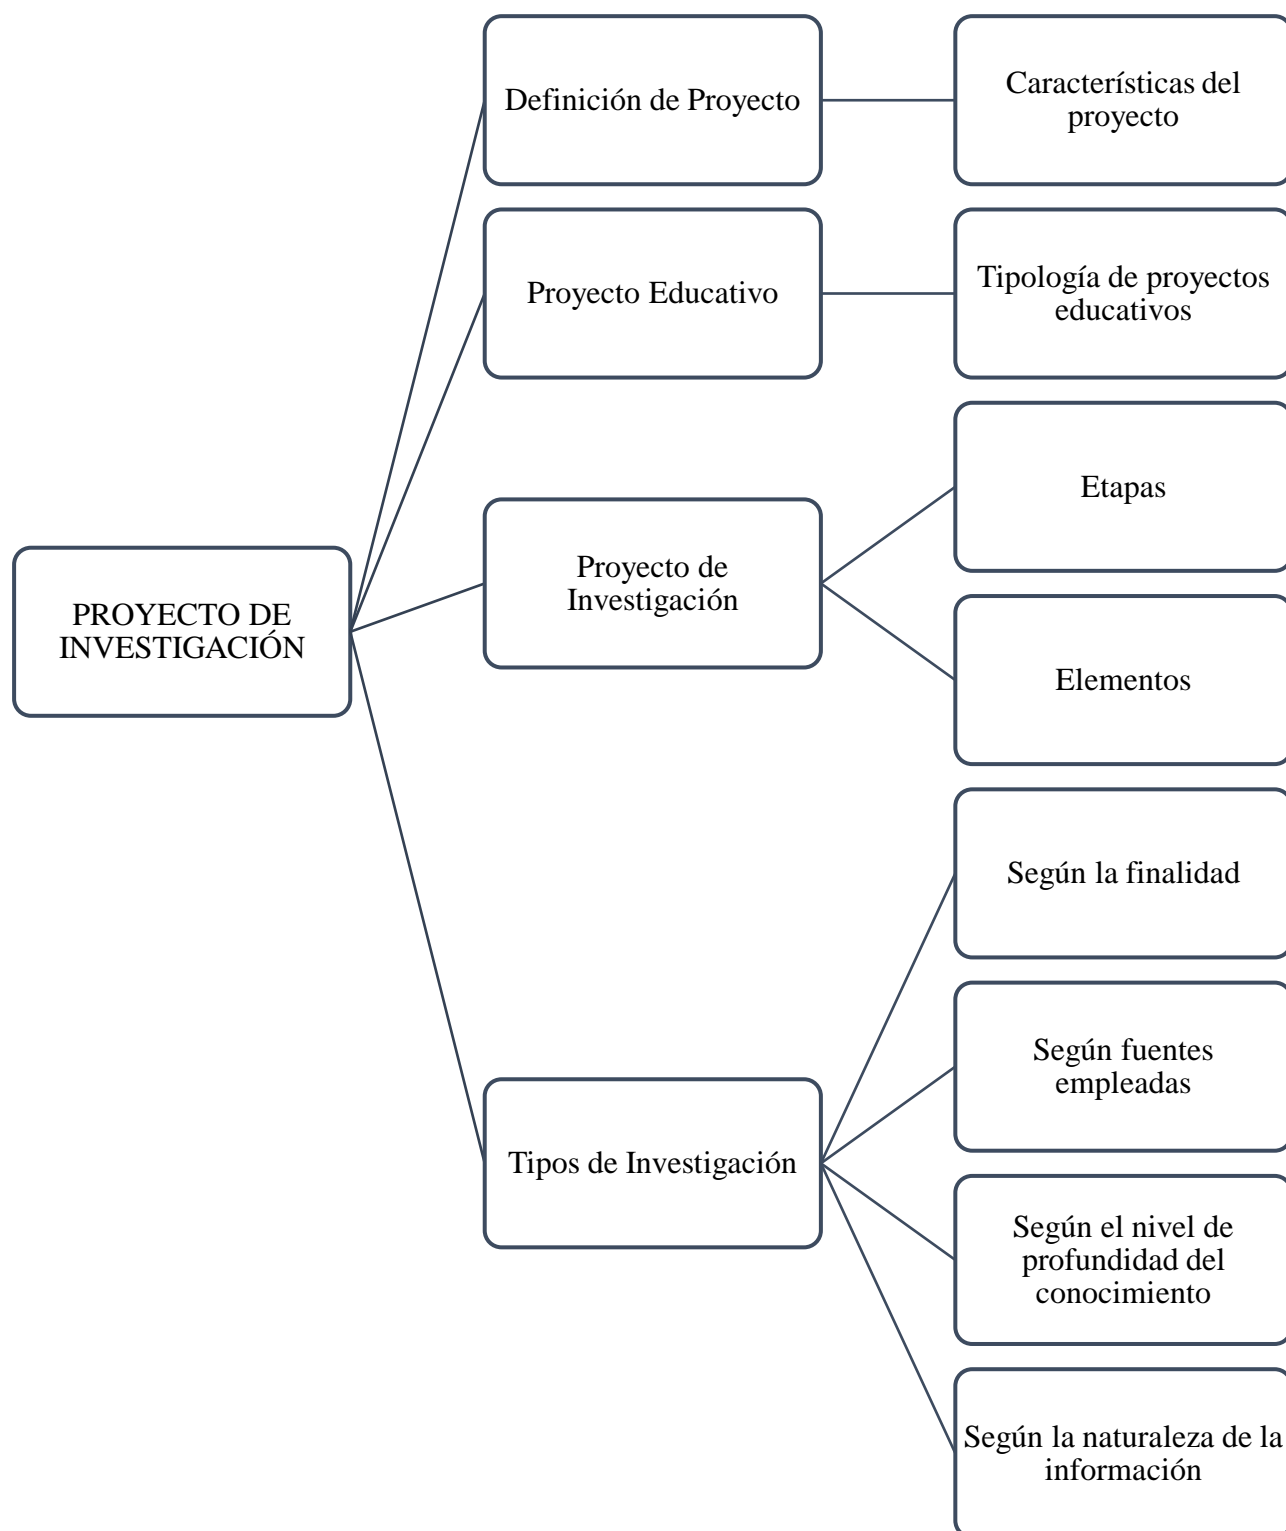 PROYECTO DE
INVESTIGACIÓN
Definición de Proyecto
Características del
proyecto
Proyecto Educativo
Tipología de proyectos
educativos
Proyecto de
Investigación
Etapas
Elementos
Tipos de Investigación
Según la finalidad
Según fuentes
empleadas
Según el nivel de
profundidad del
conocimiento
Según la naturaleza de la
información